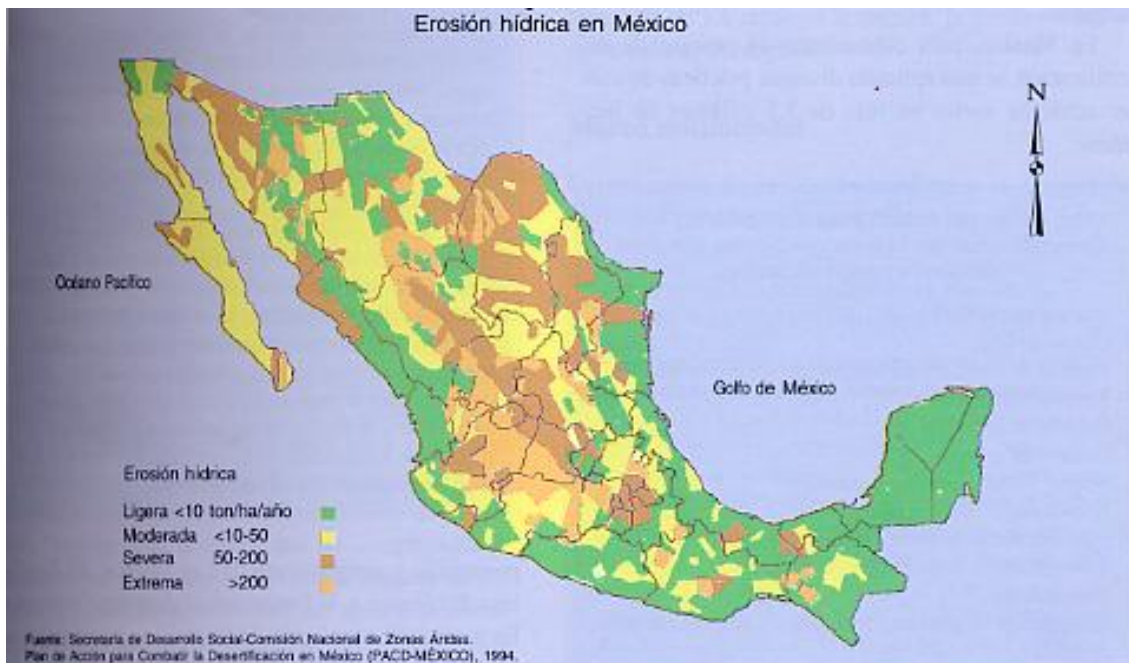 Erosión hídrica en México
N
Océano Pacífico
Golfo de México
Erosión hídrica
Ligera <10 ton/ha/año
Moderada <10-50
Severa 50-200
Extrema >200
Fuente: Secretaría de Desarrollo Social-Comisión Nacional de Zonas Áridas.
Plan de Acción para Combatir la Desertificación en México (PACD-MÉXICO), 1994.